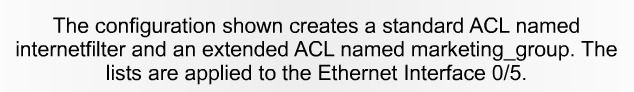 The configuration shown creates a standard ACL named
internetfilter and an extended ACL named marketing_group. The
lists are applied to the Ethernet Interface 0/5.